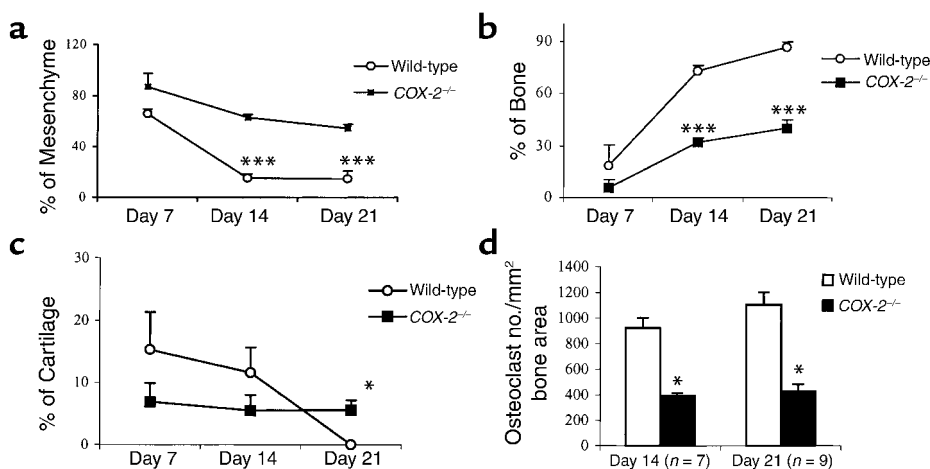 a
% of Mesenchyme
120
80
40
0
Wild-type
COX-2⁻/⁻
***
***
Day 7
Day 14
Day 21
b
% of Bone
90
60
30
0
Wild-type
COX-2⁻/⁻
***
***
Day 7
Day 14
Day 21
c
% of Cartilage
30
20
10
0
Wild-type
COX-2⁻/⁻
*
Day 7
Day 14
Day 21
d
Osteoclast no./mm²
bone area
1400
1200
1000
800
600
400
200
0
Wild-type
COX-2⁻/⁻
*
*
Day 14 (n = 7)
Day 21 (n = 9)